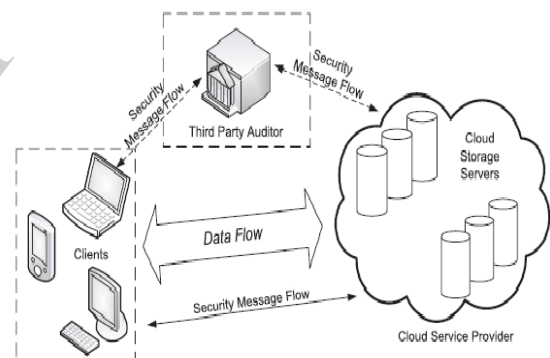 Security
Message Flow
Security
Message Flow
Third Party Auditor
Cloud
Storage
Servers
Clients
Data Flow
Security Message Flow
Cloud Service Provider